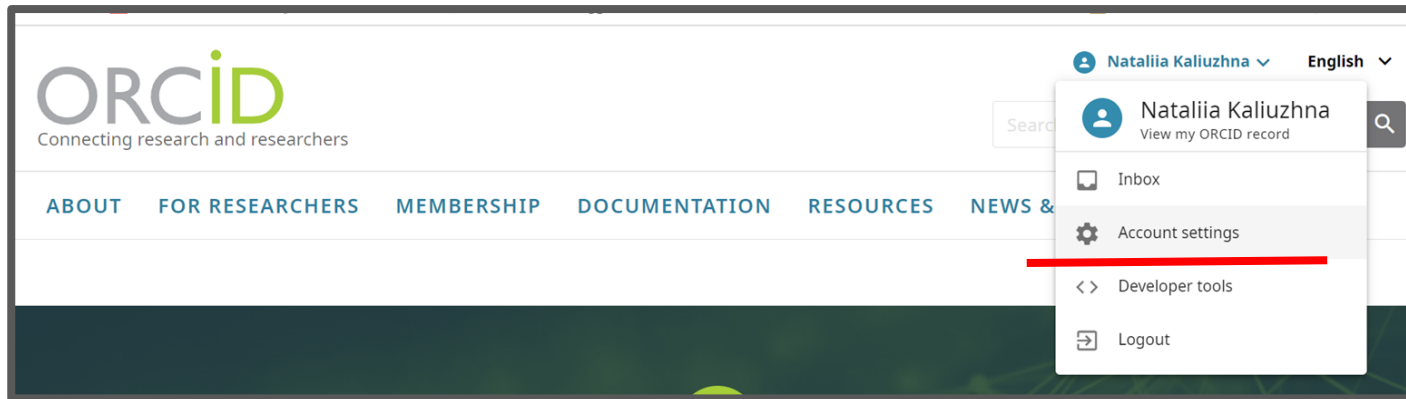 ORCiD
Connecting research and researchers
Nataliia Kaliuzhna
English
Searc
Nataliia Kaliuzhna
View my ORCID record
ABOUT FOR RESEARCHERS MEMBERSHIP DOCUMENTATION RESOURCES NEWS &
Inbox
Account settings
Developer tools
Logout